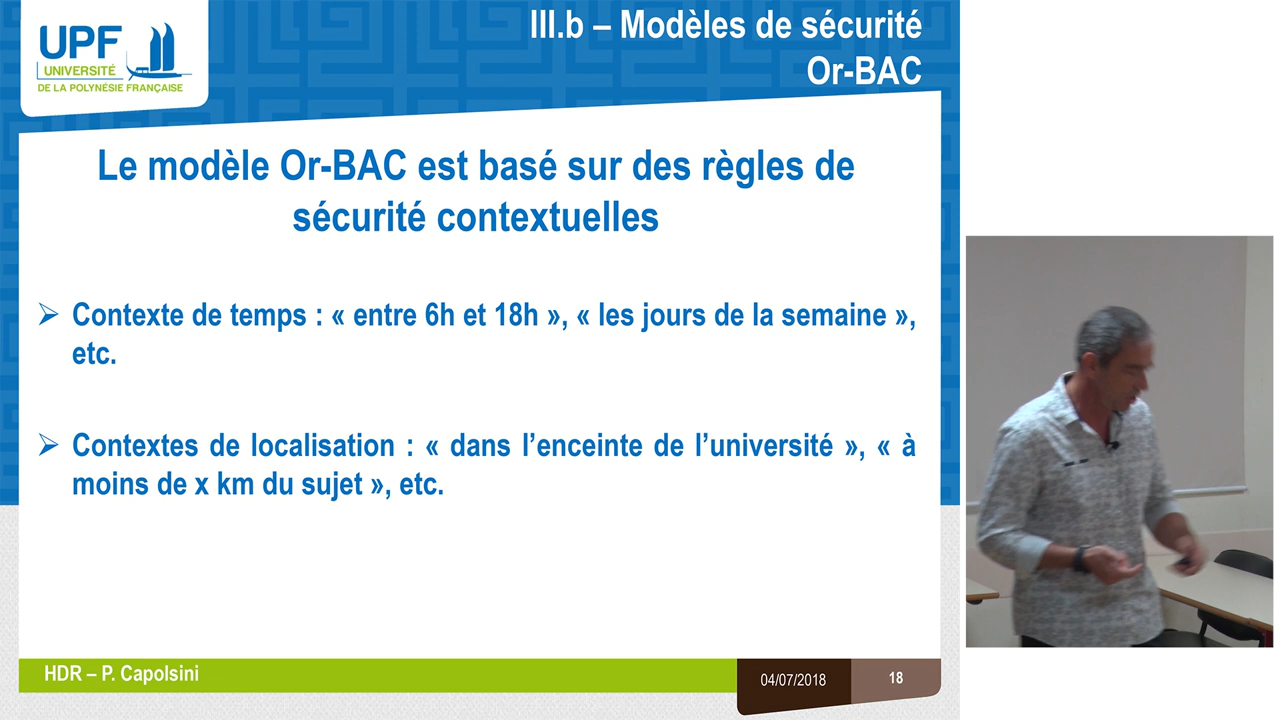 UPF
UNIVERSITÉ
DE LA POLYNÉSIE FRANÇAISE
III.b – Modèles de sécurité
Or-BAC
Le modèle Or-BAC est basé sur des règles de
sécurité contextuelles
➢ Contexte de temps : « entre 6h et 18h », « les jours de la semaine »,
etc.
➢ Contextes de localisation : « dans l’enceinte de l’université », « à
moins de x km du sujet », etc.
HDR – P. Capolsini
04/07/2018
18